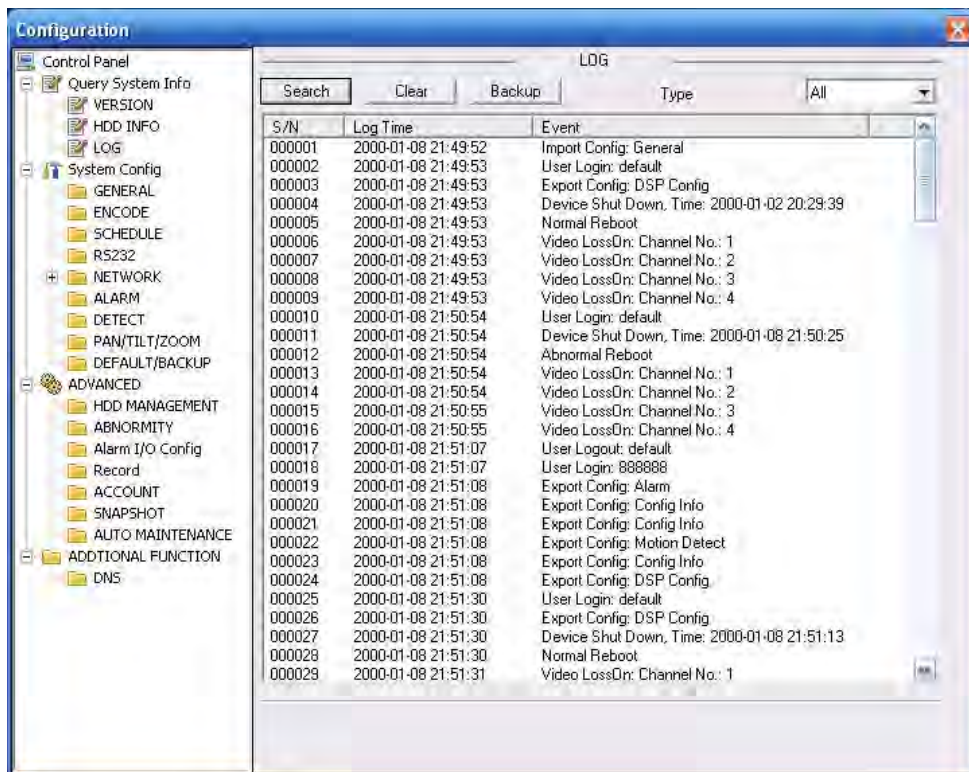 Configuration
Control Panel
Query System Info
VERSION
HDD INFO
LOG
System Config
GENERAL
ENCODE
SCHEDULE
RS232
NETWORK
ALARM
DETECT
PAN/TILT/ZOOM
DEFAULT/BACKUP
ADVANCED
HDD MANAGEMENT
ABNORMITY
Alarm I/O Config
Record
ACCOUNT
SNAPSHOT
AUTO MAINTENANCE
ADDTIONAL FUNCTION
DNS
LOG
Search Clear Backup Type All
S/N Log Time Event
000001 2000-01-08 21:49:52 Import Config: General
000002 2000-01-08 21:49:53 User Login: default
000003 2000-01-08 21:49:53 Export Config: DSP Config
000004 2000-01-08 21:49:53 Device Shut Down, Time: 2000-01-02 20:29:39
000005 2000-01-08 21:49:53 Normal Reboot
000006 2000-01-08 21:49:53 Video LossOn: Channel No.: 1
000007 2000-01-08 21:49:53 Video LossOn: Channel No.: 2
000008 2000-01-08 21:49:53 Video LossOn: Channel No.: 3
000009 2000-01-08 21:49:53 Video LossOn: Channel No.: 4
000010 2000-01-08 21:50:54 User Login: default
000011 2000-01-08 21:50:54 Device Shut Down, Time: 2000-01-08 21:50:25
000012 2000-01-08 21:50:54 Abnormal Reboot
000013 2000-01-08 21:50:54 Video LossOn: Channel No.: 1
000014 2000-01-08 21:50:54 Video LossOn: Channel No.: 2
000015 2000-01-08 21:50:55 Video LossOn: Channel No.: 3
000016 2000-01-08 21:50:55 Video LossOn: Channel No.: 4
000017 2000-01-08 21:51:07 User Logout: default
000018 2000-01-08 21:51:07 User Login: 888888
000019 2000-01-08 21:51:08 Export Config: Alarm
000020 2000-01-08 21:51:08 Export Config: Config Info
000021 2000-01-08 21:51:08 Export Config: Config Info
000022 2000-01-08 21:51:08 Export Config: Motion Detect
000023 2000-01-08 21:51:08 Export Config: Config Info
000024 2000-01-08 21:51:08 Export Config: DSP Config
000025 2000-01-08 21:51:30 User Login: default
000026 2000-01-08 21:51:30 Export Config: DSP Config
000027 2000-01-08 21:51:30 Device Shut Down, Time: 2000-01-08 21:51:13
000028 2000-01-08 21:51:30 Normal Reboot
000029 2000-01-08 21:51:31 Video LossOn: Channel No.: 1